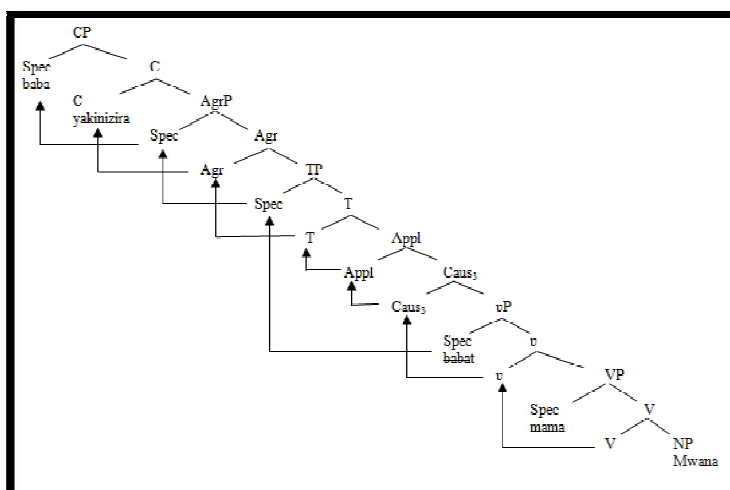 CP
Spec
baba
C
C
yakinizira
AgrP
Spec
Agr
Agr
TP
Spec
T
T
Appl
Appl
Caus₃
Caus₃
υP
Spec
babat
υ
υ
VP
Spec
mama
V
V
NP
Mwana